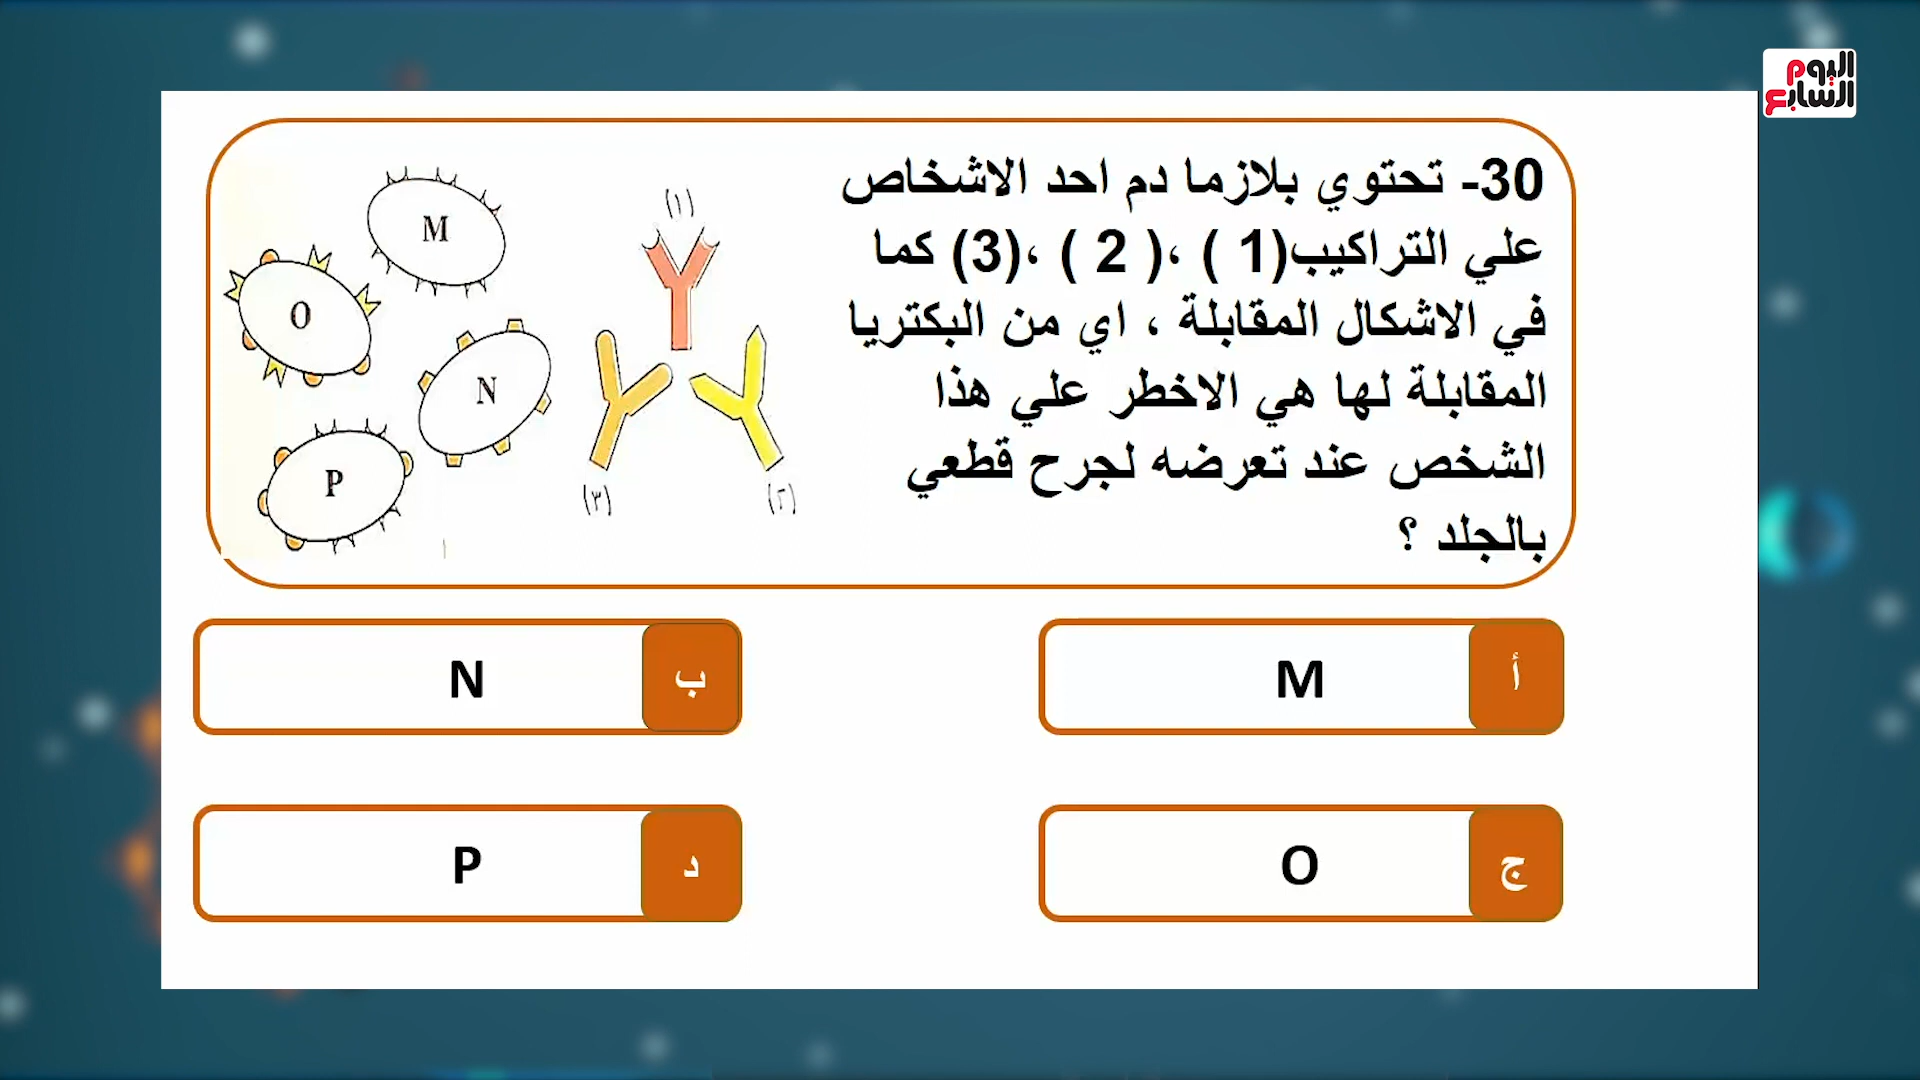 اليوم
السابع
30- تحتوي بلازما دم احد الاشخاص
علي التراكيب(1 ) ،( 2 ) ،(3) كما
في الاشكال المقابلة ، اي من البكتريا
المقابلة لها هي الاخطر علي هذا
الشخص عند تعرضه لجرح قطعي
بالجلد ؟
(١)
M
O
N
P
(٣)
(٢)
أ
M
ب
N
ج
O
د
P